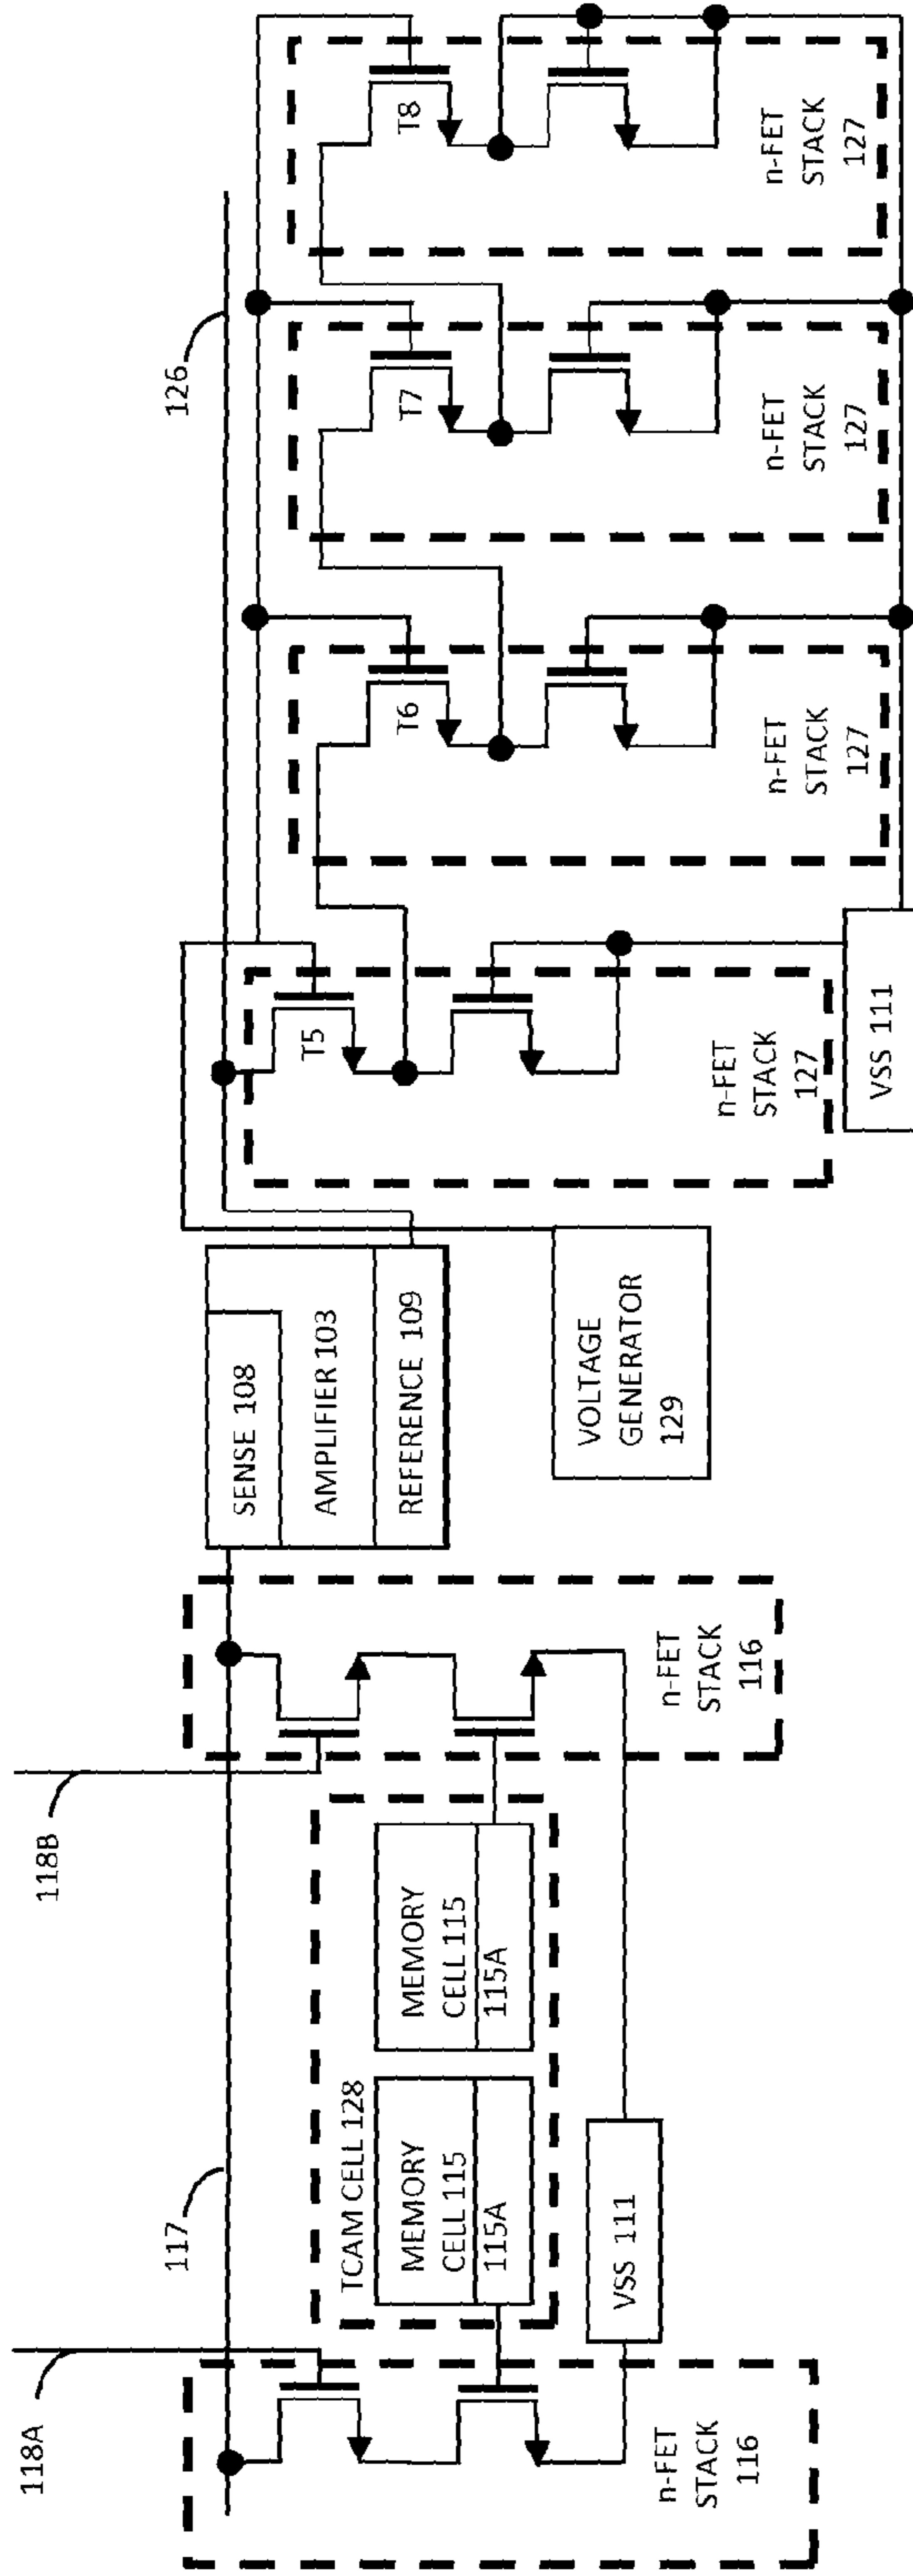 118A
117
118B
126
TCAM CELL 128
MEMORY
CELL 115
115A
MEMORY
CELL 115
115A
VSS 111
n-FET
STACK
116
n-FET
STACK
116
SENSE 108
AMPLIFIER 103
REFERENCE 109
VOLTAGE
GENERATOR
129
T5
n-FET
STACK
127
VSS 111
T6
n-FET
STACK
127
T7
n-FET
STACK
127
T8
n-FET
STACK
127